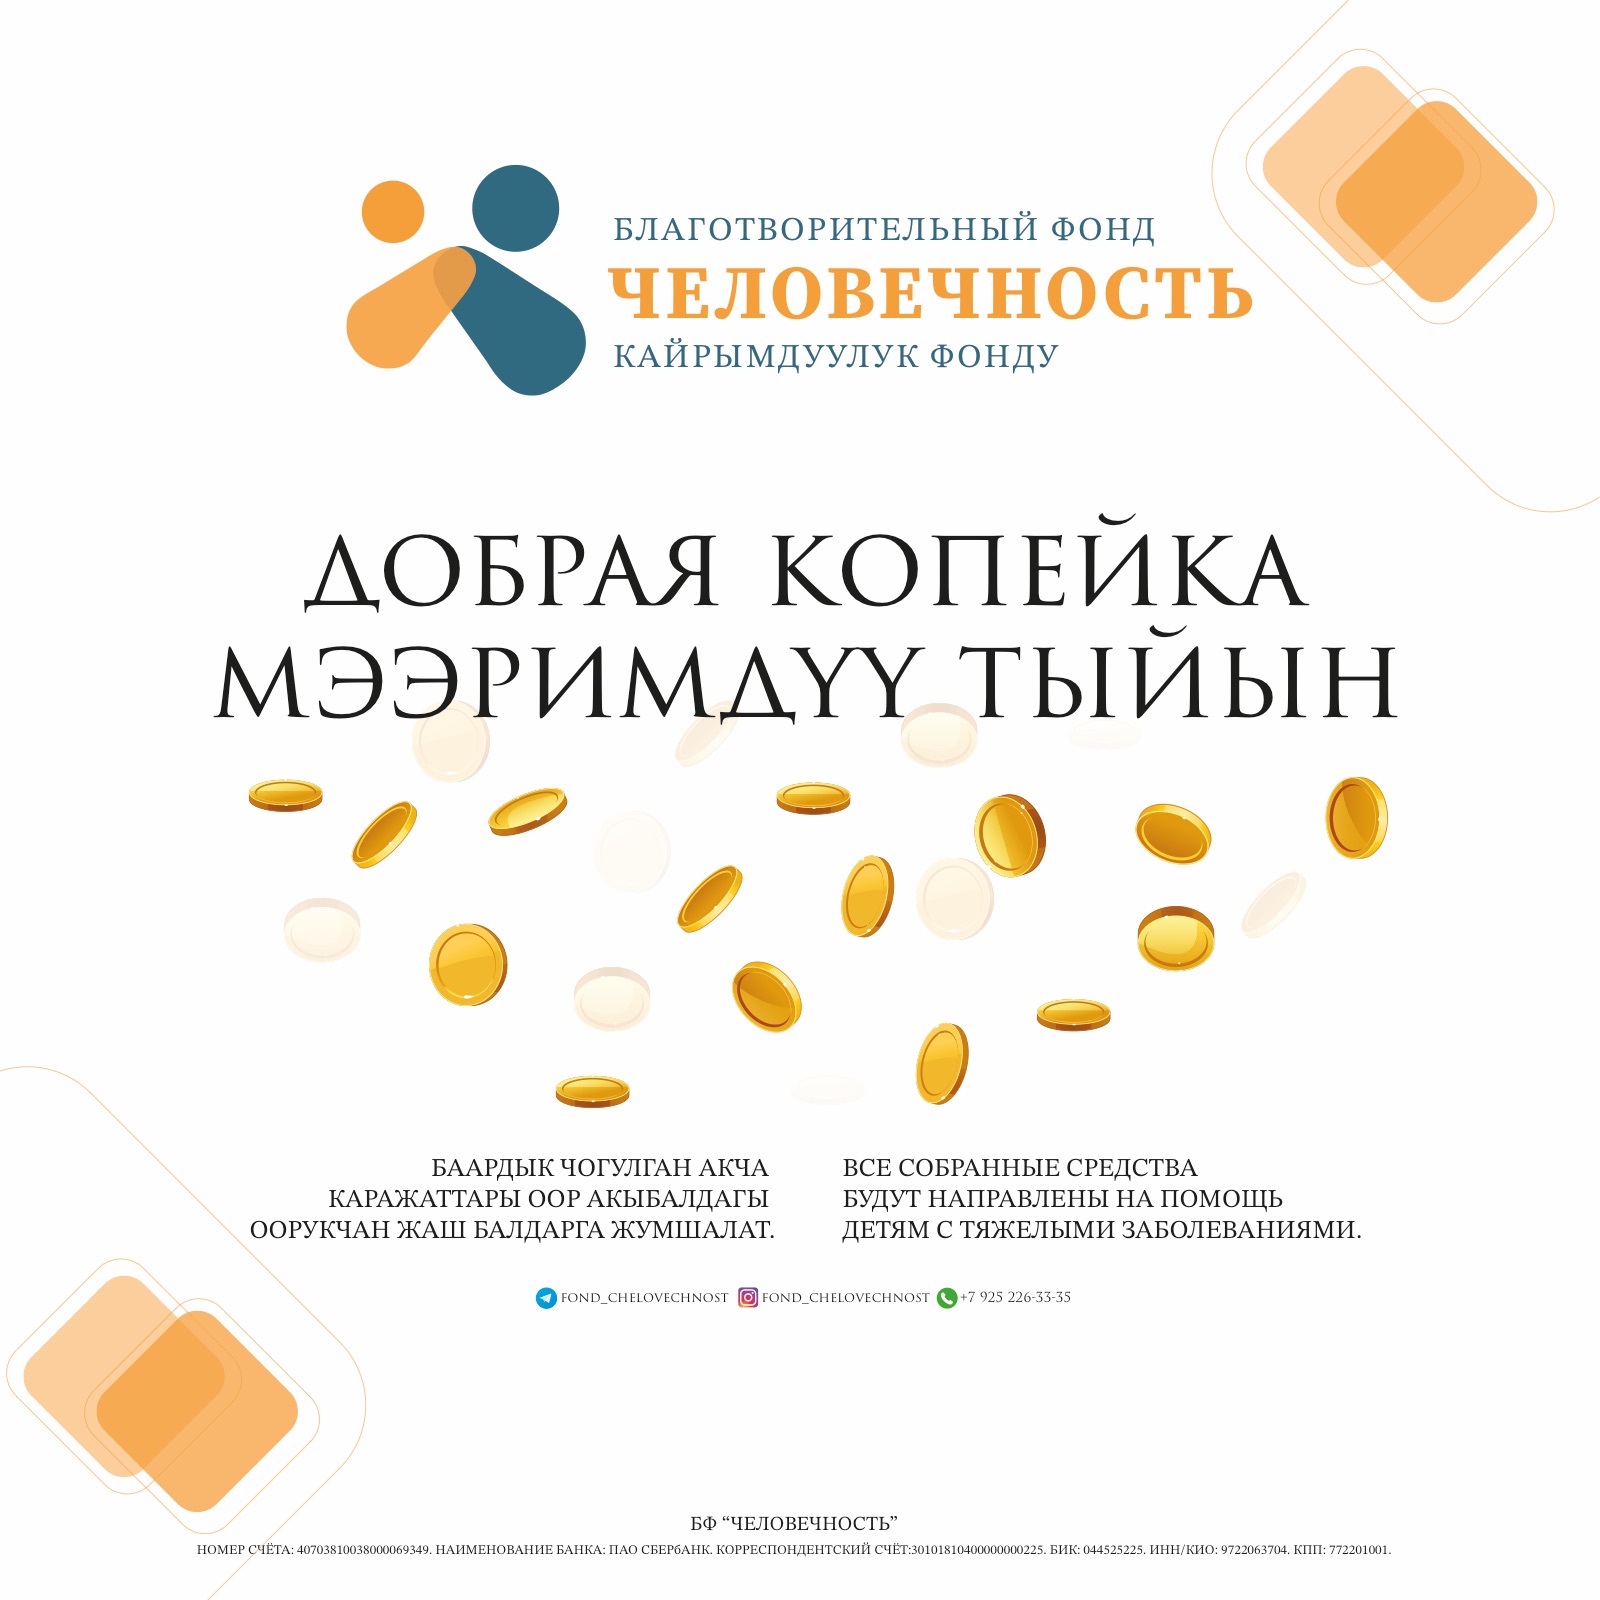 БЛАГОТВОРИТЕЛЬНЫЙ ФОНД
ЧЕЛОВЕЧНОСТЬ
КАЙРЫМДУУЛУК ФОНДУ
ДОБРАЯ КОПЕЙКА
МЭЭРИМДҮҮ ТЫЙЫН
БААРДЫК ЧОГУЛГАН АКЧА
КАРАЖАТТАРЫ ООР АКЫБАЛДАГЫ
ООРУКЧАН ЖАШ БАЛДАРГА ЖУМШАЛАТ.
ВСЕ СОБРАННЫЕ СРЕДСТВА
БУДУТ НАПРАВЛЕНЫ НА ПОМОЩЬ
ДЕТЯМ С ТЯЖЕЛЫМИ ЗАБОЛЕВАНИЯМИ.
FOND_CHELOVECHNOST FOND_CHELOVECHNOST +7 925 226-33-35
БФ “ЧЕЛОВЕЧНОСТЬ”
НОМЕР СЧЁТА: 40703810038000069349. НАИМЕНОВАНИЕ БАНКА: ПАО СБЕРбАНК. КОРРЕСПОНДЕНТСКИЙ СЧЁТ:30101810400000000225. БИК: 044525225. ИНН/КИО: 9722063704. КПП: 772201001.